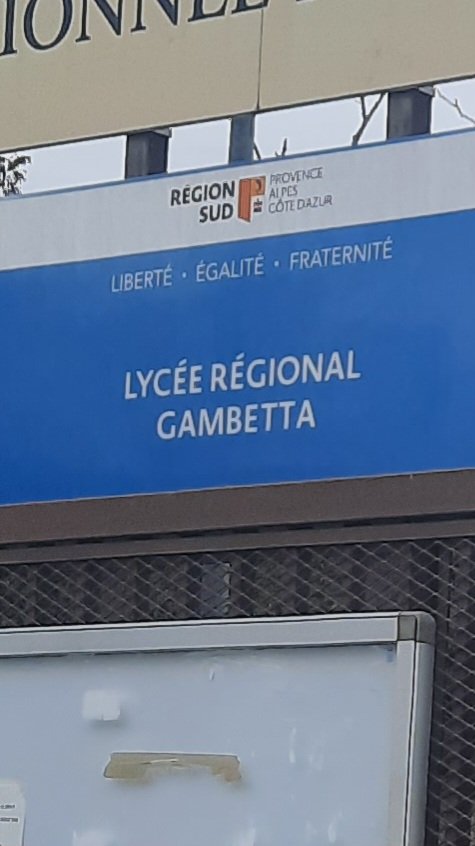 RÉGION
SUD
PROVENCE
ALPES
CÔTE D'AZUR
LIBERTÉ • ÉGALITÉ • FRATERNITÉ
LYCÉE RÉGIONAL
GAMBETTA